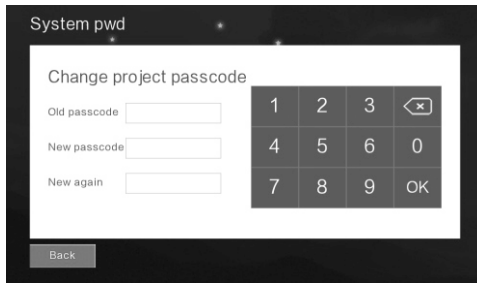 System pwd
Change project passcode
Old passcode
New passcode
New again
1 2 3
4 5 6 0
7 8 9 OK
Back